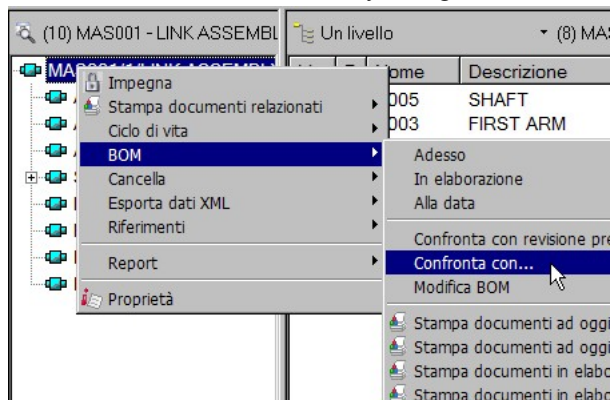 (10) MAS001 - LINK ASSEMBL
Un livello
(8) MAS
Nome
Descrizione
005
SHAFT
003
FIRST ARM
Impegna
Stampa documenti relazionati
Ciclo di vita
BOM
Cancella
Esporta dati XML
Riferimenti
Report
Proprietà
Adesso
In elaborazione
Alla data
Confronta con revisione pre
Confronta con...
Modifica BOM
Stampa documenti ad oggi
Stampa documenti ad oggi
Stampa documenti in elabo
Stampa documenti in elabo